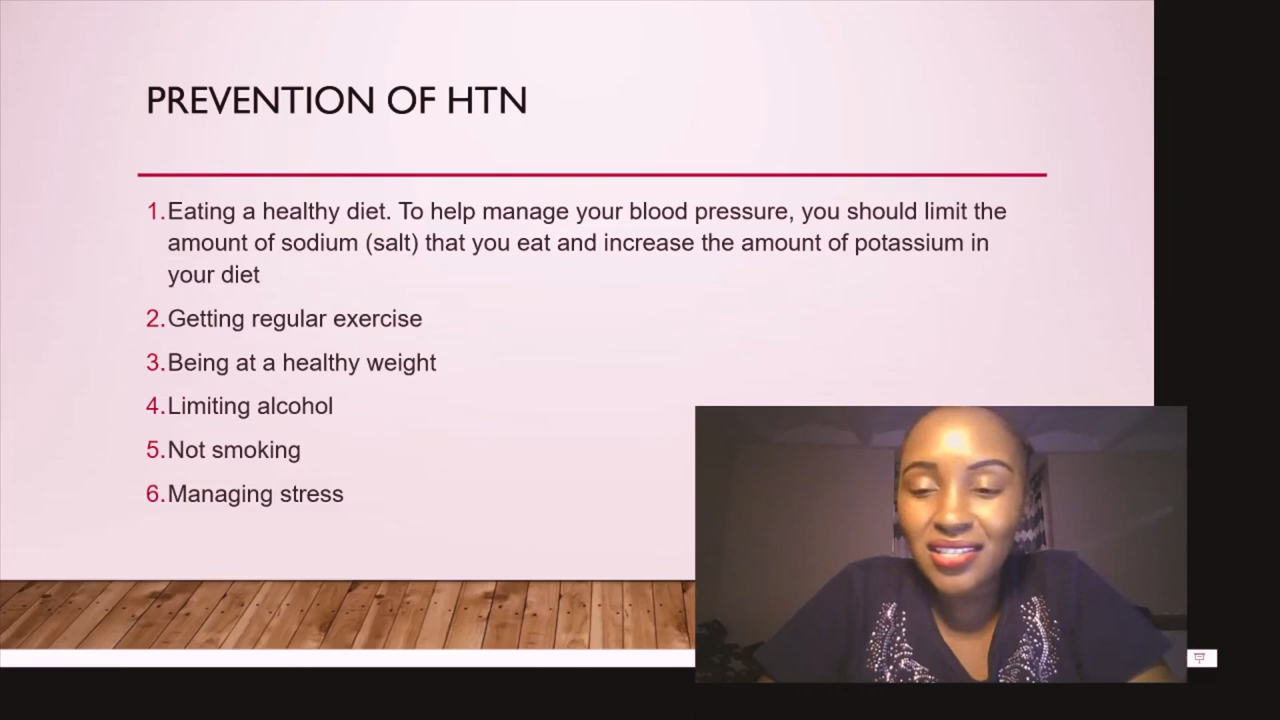 PREVENTION OF HTN
1. Eating a healthy diet. To help manage your blood pressure, you should limit the
amount of sodium (salt) that you eat and increase the amount of potassium in
your diet
2. Getting regular exercise
3. Being at a healthy weight
4. Limiting alcohol
5. Not smoking
6. Managing stress